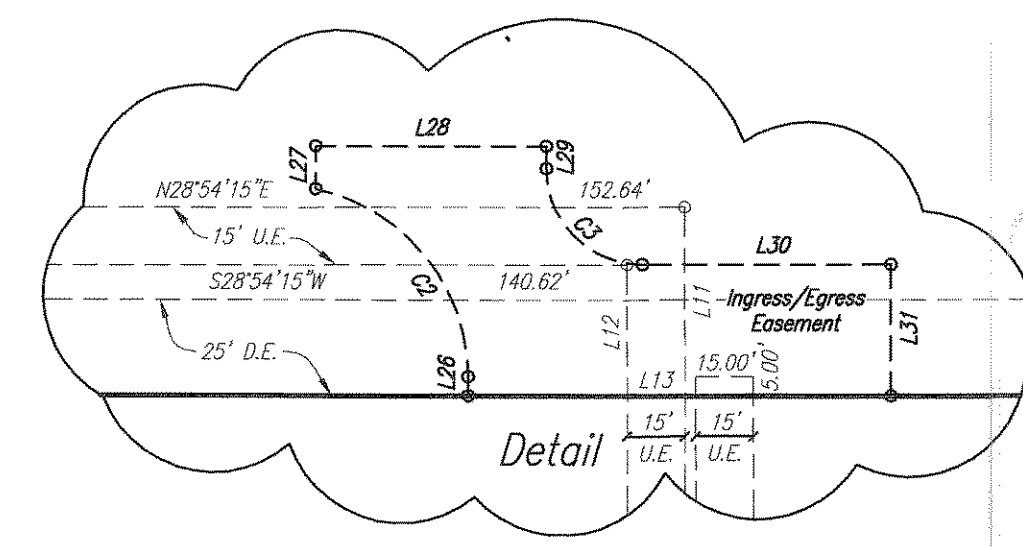 L28
L27
L29
N28°54'15"E
152.64'
15' U.E.
C3
L30
S28°54'15"W
140.62'
C2
L12
L11
Ingress/Egress
Easement
L31
25' D.E.
L26
L13
15.00'
5.00'
15'
U.E.
15'
U.E.
Detail